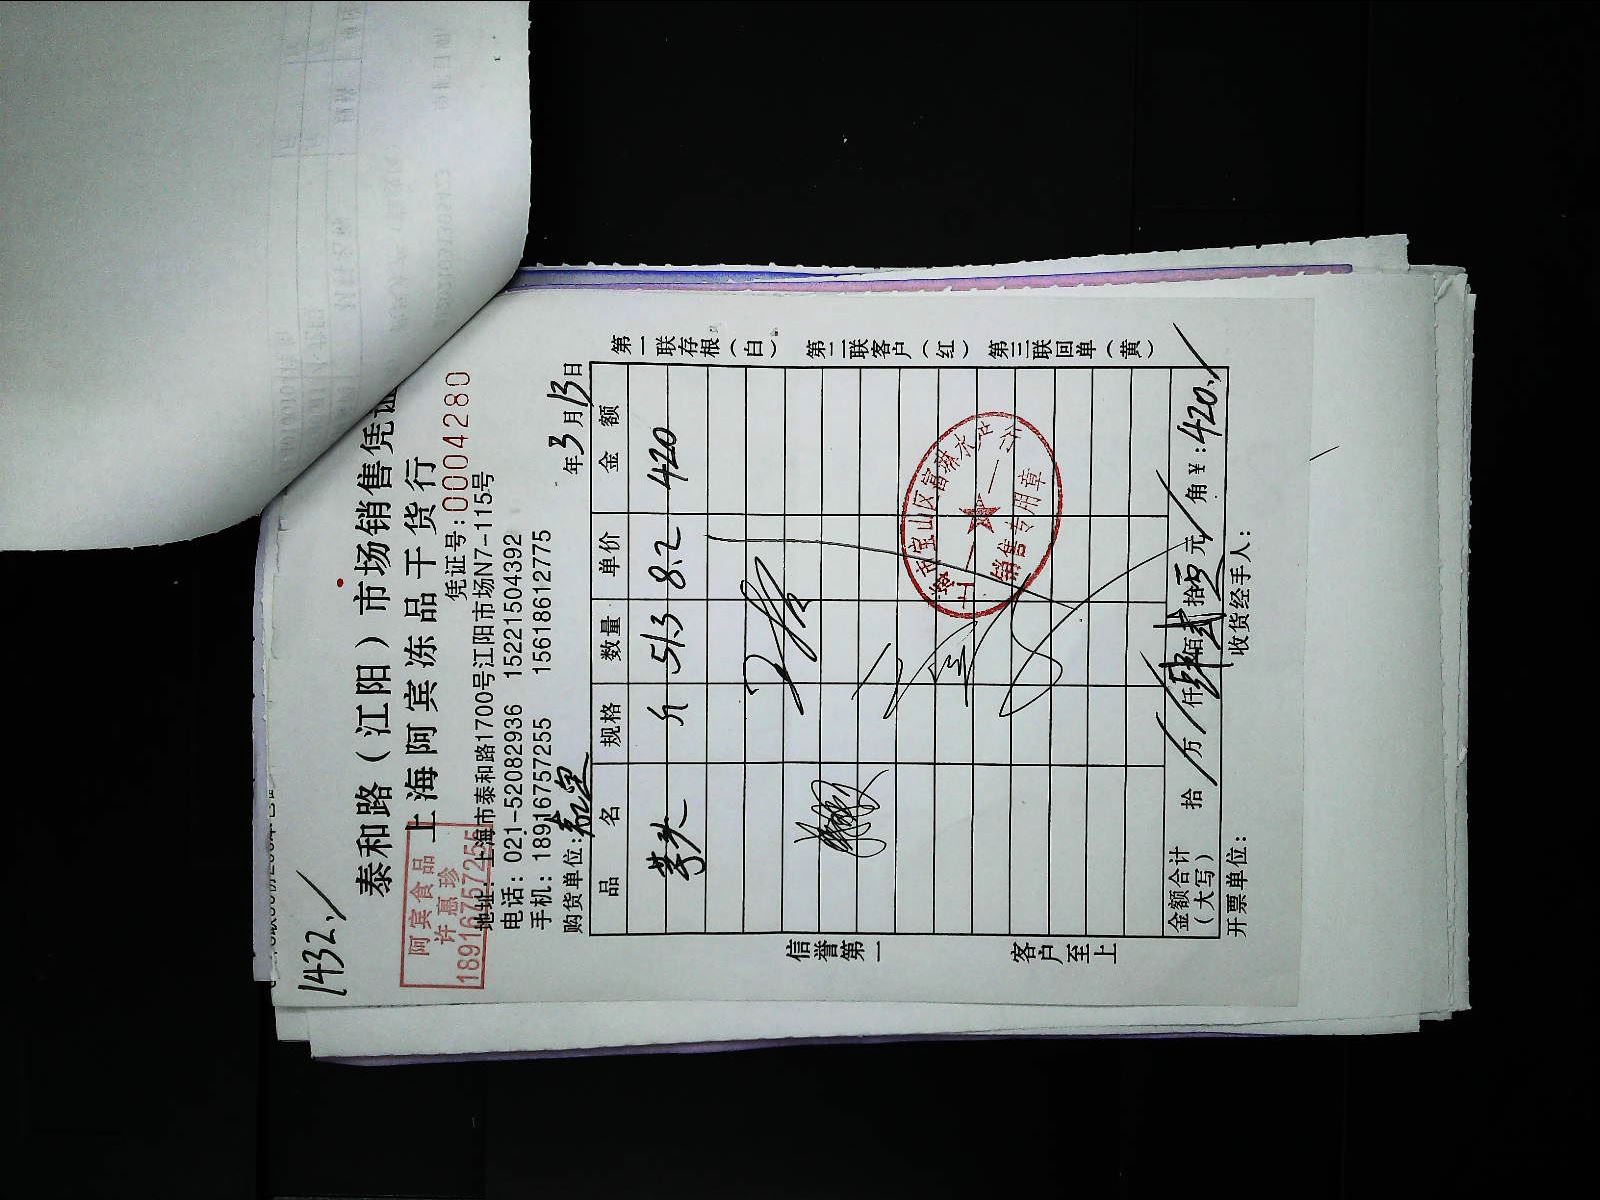 1432./
泰和路（江阳）市场销售凭证
上海阿宾冻品干货行
阿宾食品
许惠珍
18916757255
凭证号:0004280
地址:上海市泰和路1700号江阳市场N7-115号
电话: 021-52082936 15221504392
手机: 18916757255 15618612775
购货单位:
年3月13日
品名 规格 数量 单价 金额
斤 51.3 8.2 420
信誉第一
客户至上
第一联存根（白） 第二联客户（红） 第三联回单（黄）
销售专用章
金额合计（大写） 拾 万 仟肆佰贰拾元 角 ¥:420./
开票单位: 收货经手人: